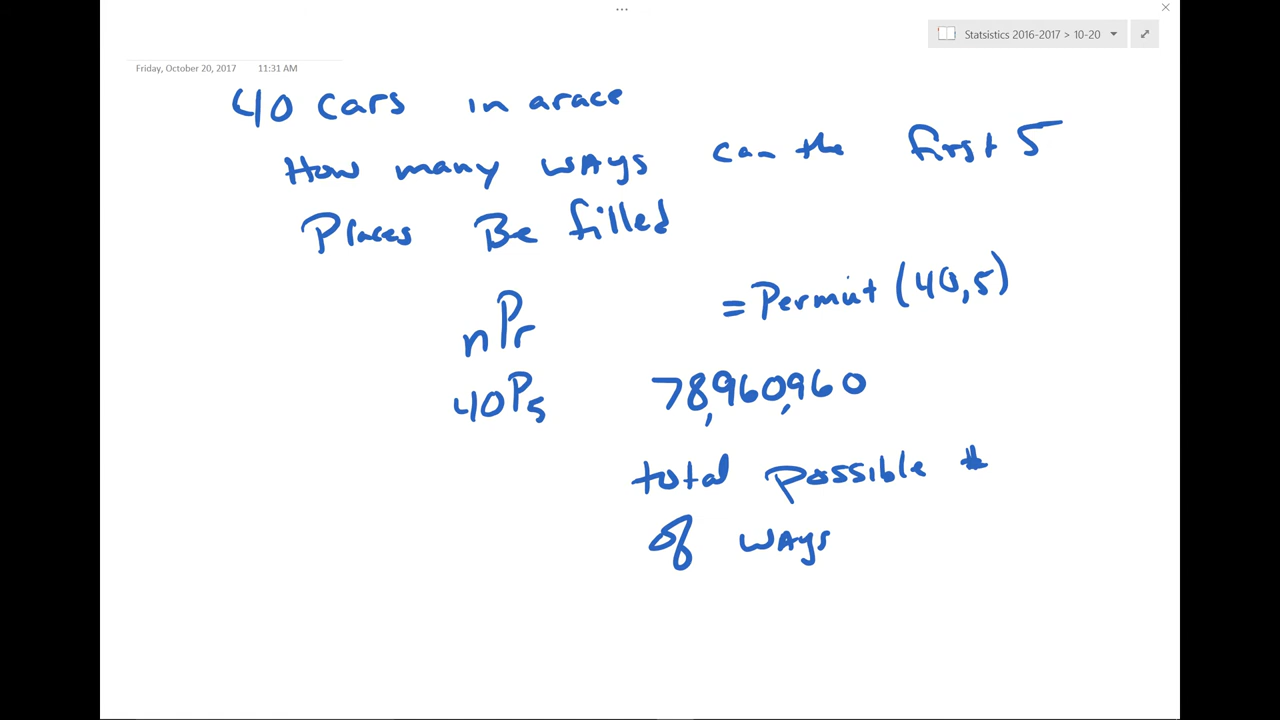 Statsistics 2016-2017 > 10-20
Friday, October 20, 2017 11:31 AM
40 Cars in a race
How many ways can the first 5
Places Be filled
nPr = Permut (40,5)
40P5 78,960,960
total possible #
of ways